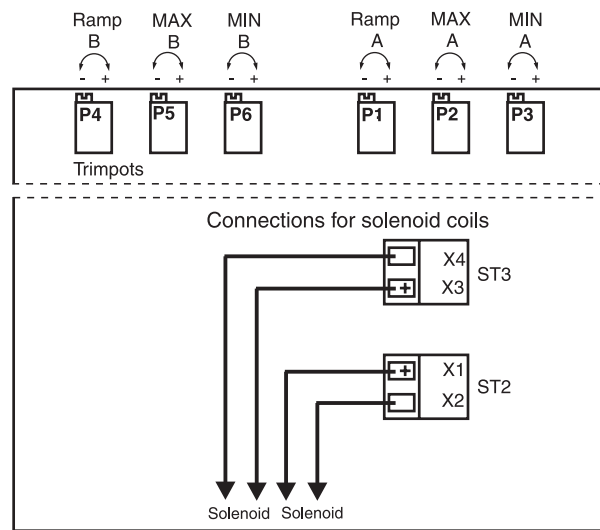 Ramp MAX MIN Ramp MAX MIN
B B B A A A
- + - + - + - + - + - +
P4 P5 P6 P1 P2 P3
Trimpots
Connections for solenoid coils
X4
ST3
+ X3
+ X1
ST2
X2
Solenoid Solenoid